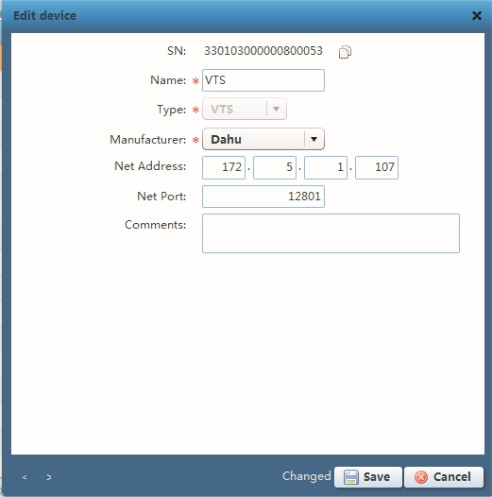 Edit device
SN: 330103000000800053
Name: * VTS
Type: * VTS
Manufacturer: * Dahu
Net Address: 172 . 5 . 1 . 107
Net Port: 12801
Comments:
< > Changed Save Cancel